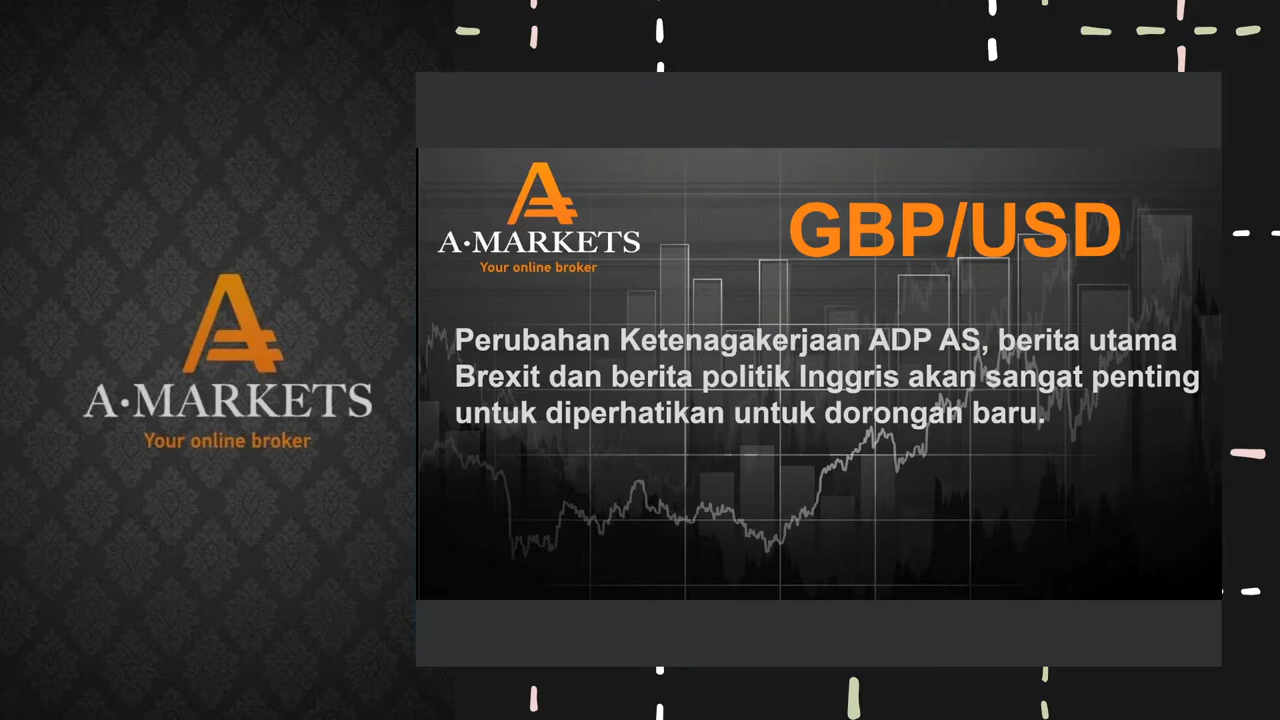 A·MARKETS
Your online broker
A·MARKETS
Your online broker
GBP/USD
Perubahan Ketenagakerjaan ADP AS, berita utama
Brexit dan berita politik Inggris akan sangat penting
untuk diperhatikan untuk dorongan baru.